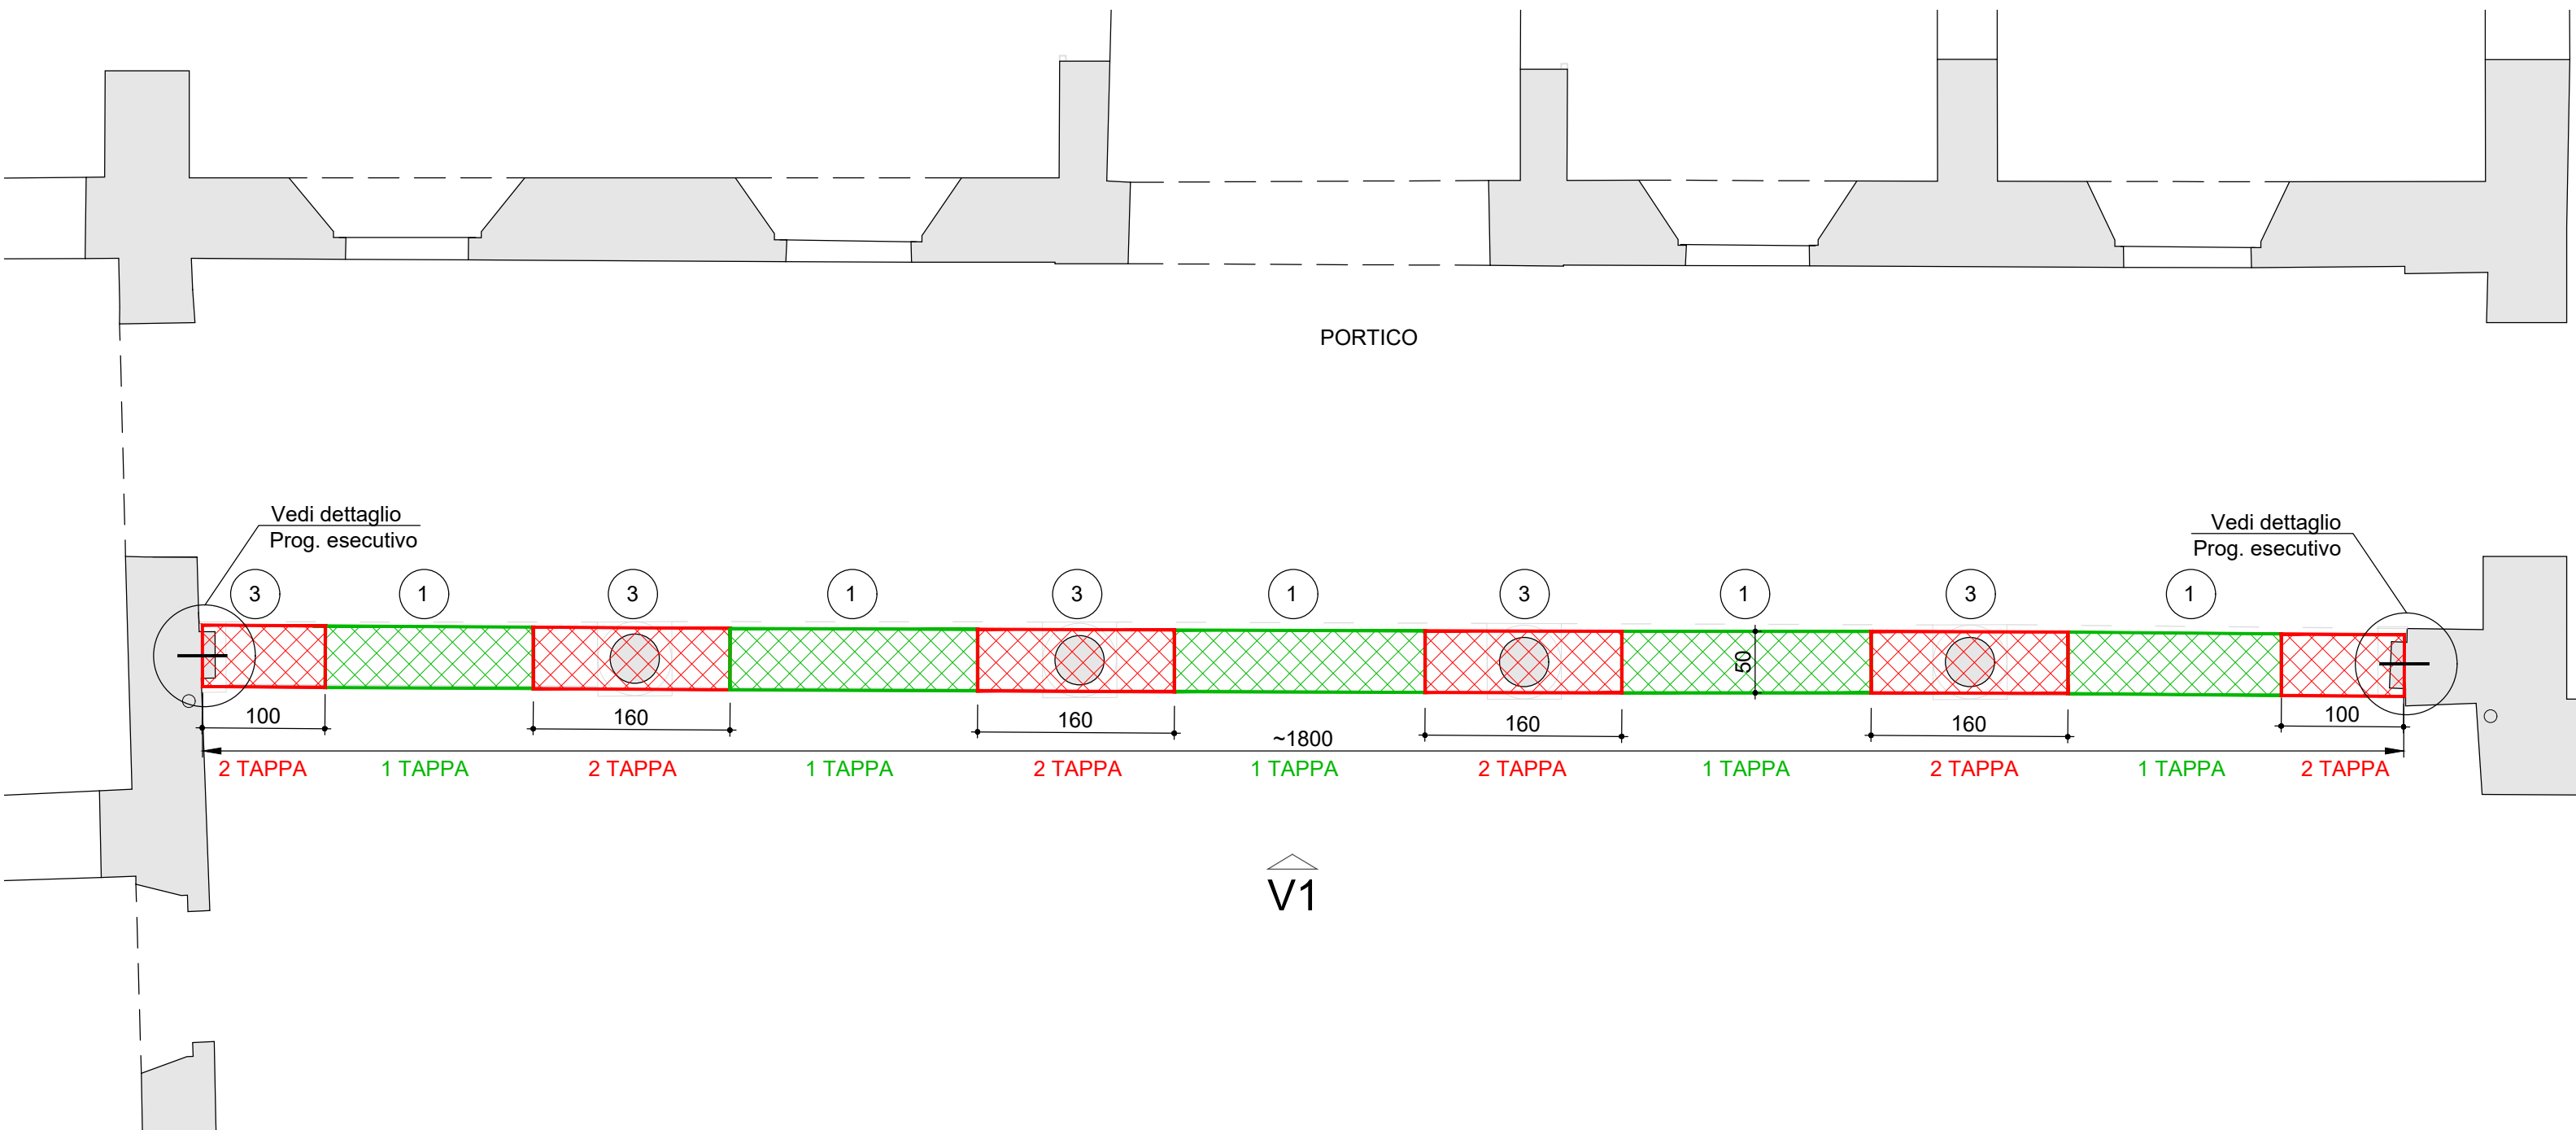 PORTICO
Vedi dettaglio
Prog. esecutivo
Vedi dettaglio
Prog. esecutivo
3 1 3 1 3 1 3 1 3 1
50
100 160 160 160 160 100
~1800
2 TAPPA 1 TAPPA 2 TAPPA 1 TAPPA 2 TAPPA 1 TAPPA 2 TAPPA 1 TAPPA 2 TAPPA 1 TAPPA 2 TAPPA
V1